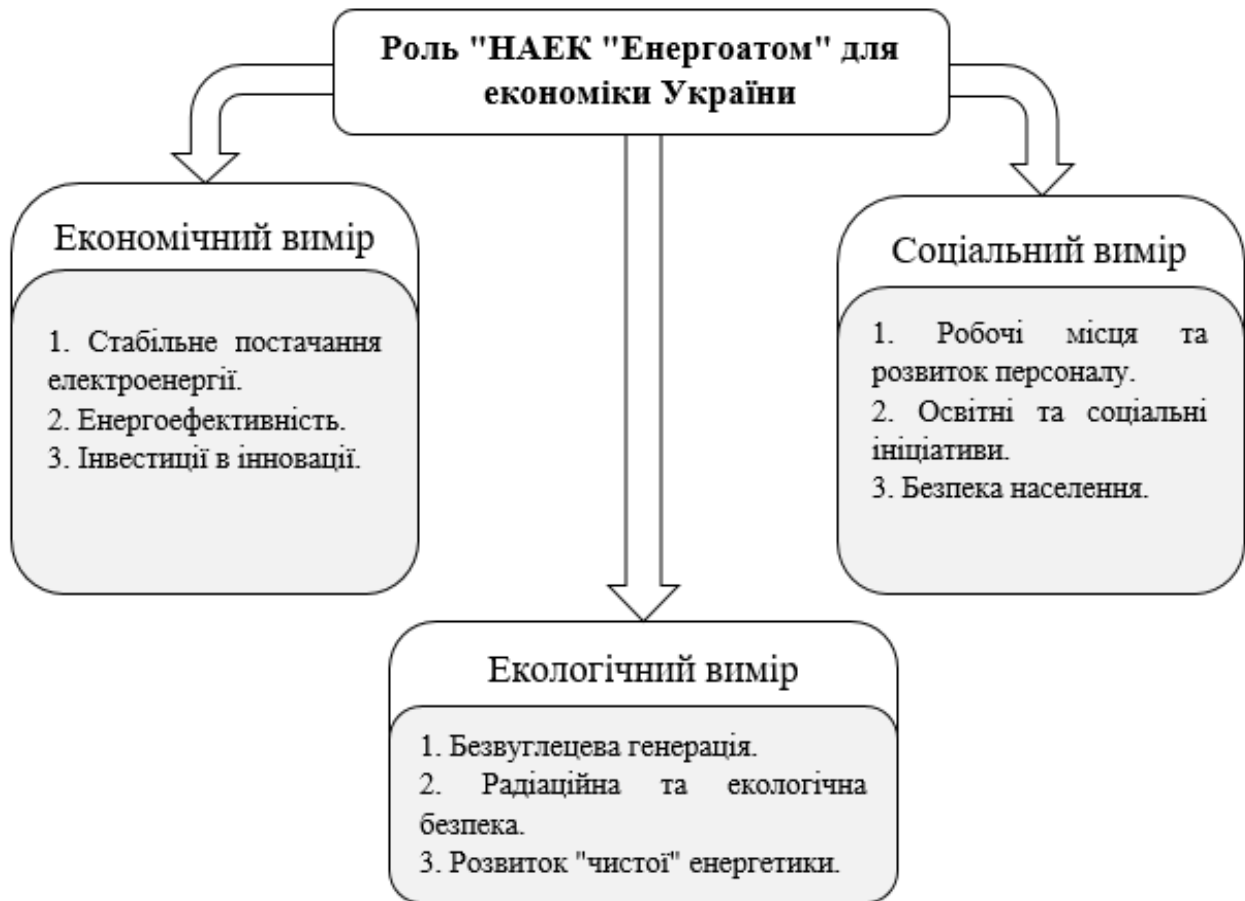 Роль "НАЕК "Енергоатом" для
економіки України
Економічний вимір
1. Стабільне постачання
електроенергії.
2. Енергоефективність.
3. Інвестиції в інновації.
Соціальний вимір
1. Робочі місця та
розвиток персоналу.
2. Освітні та соціальні
ініціативи.
3. Безпека населення.
Екологічний вимір
1. Безвуглецева генерація.
2. Радіаційна та екологічна
безпека.
3. Розвиток "чистої" енергетики.